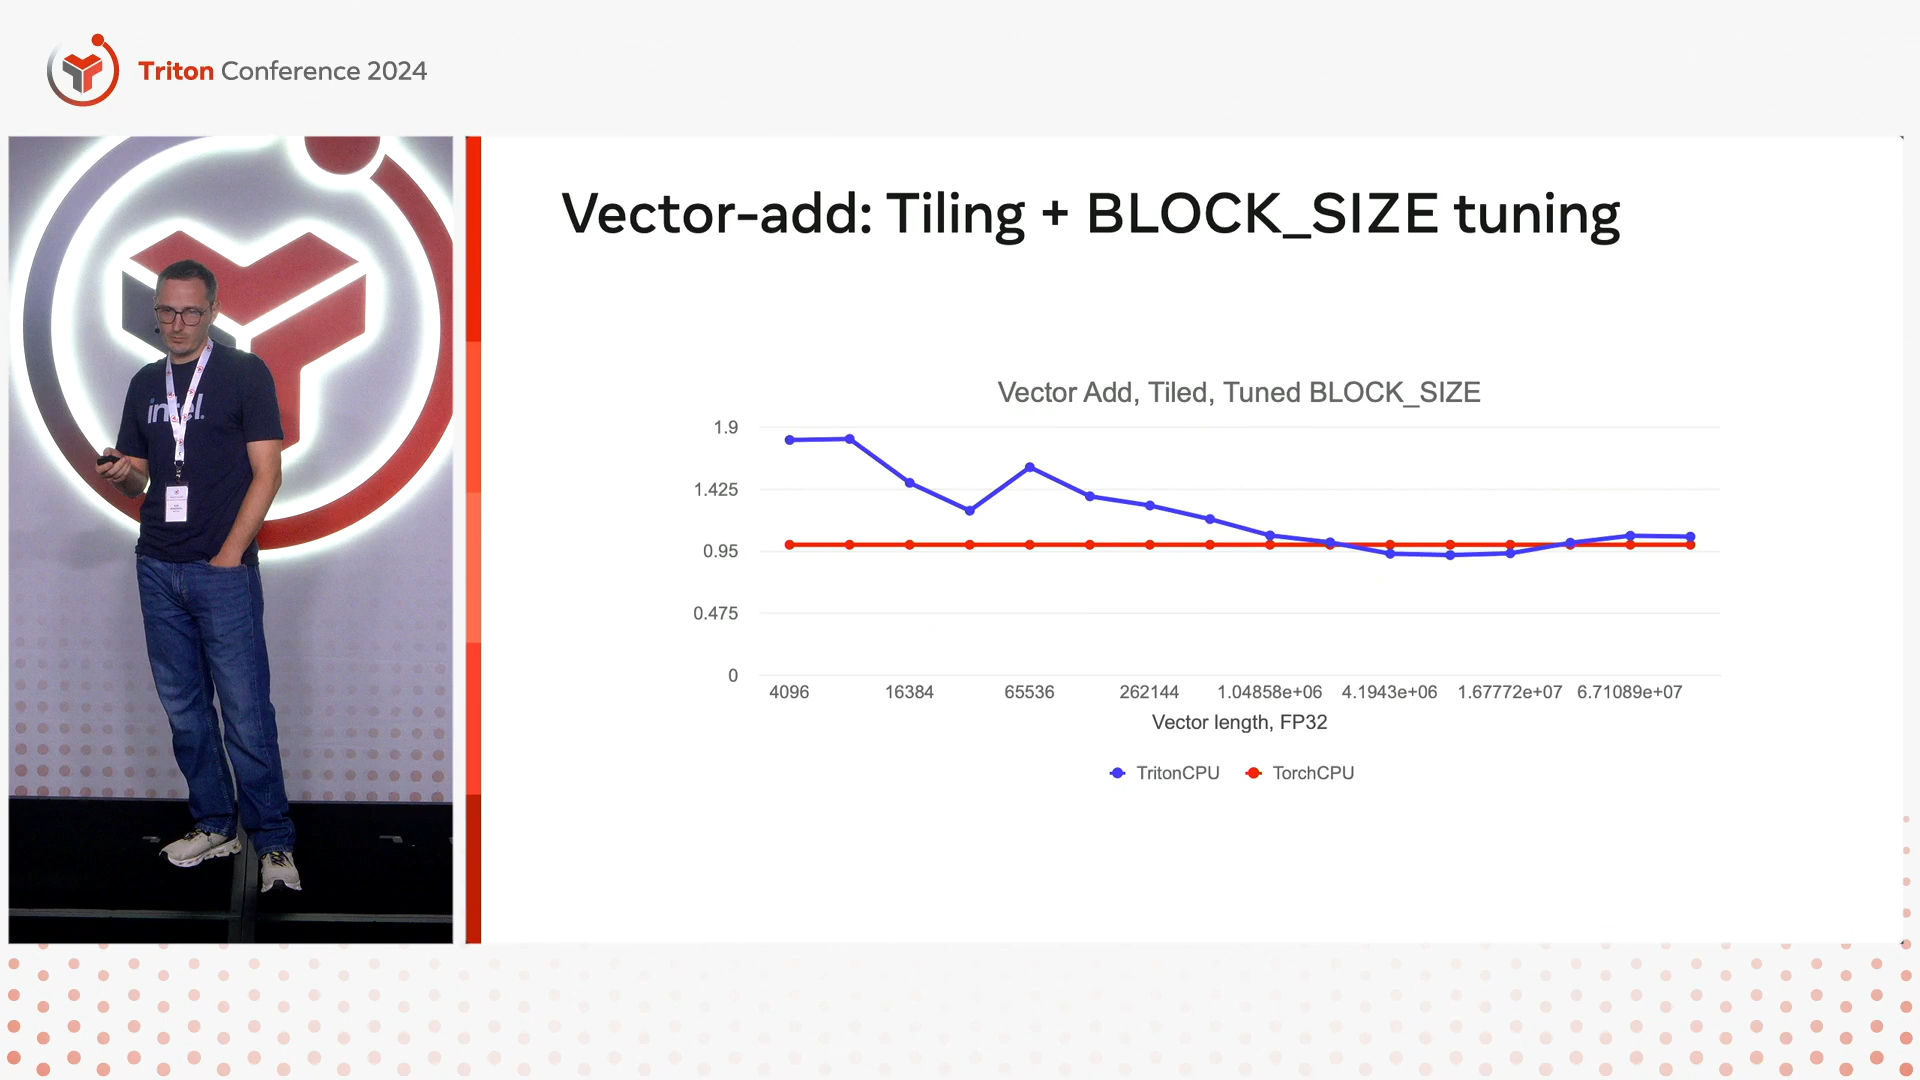 Triton Conference 2024
intel.
Vector-add: Tiling + BLOCK_SIZE tuning
Vector Add, Tiled, Tuned BLOCK_SIZE
1.9
1.425
0.95
0.475
0
4096 16384 65536 262144 1.04858e+06 4.1943e+06 1.67772e+07 6.71089e+07
Vector length, FP32
TritonCPU TorchCPU